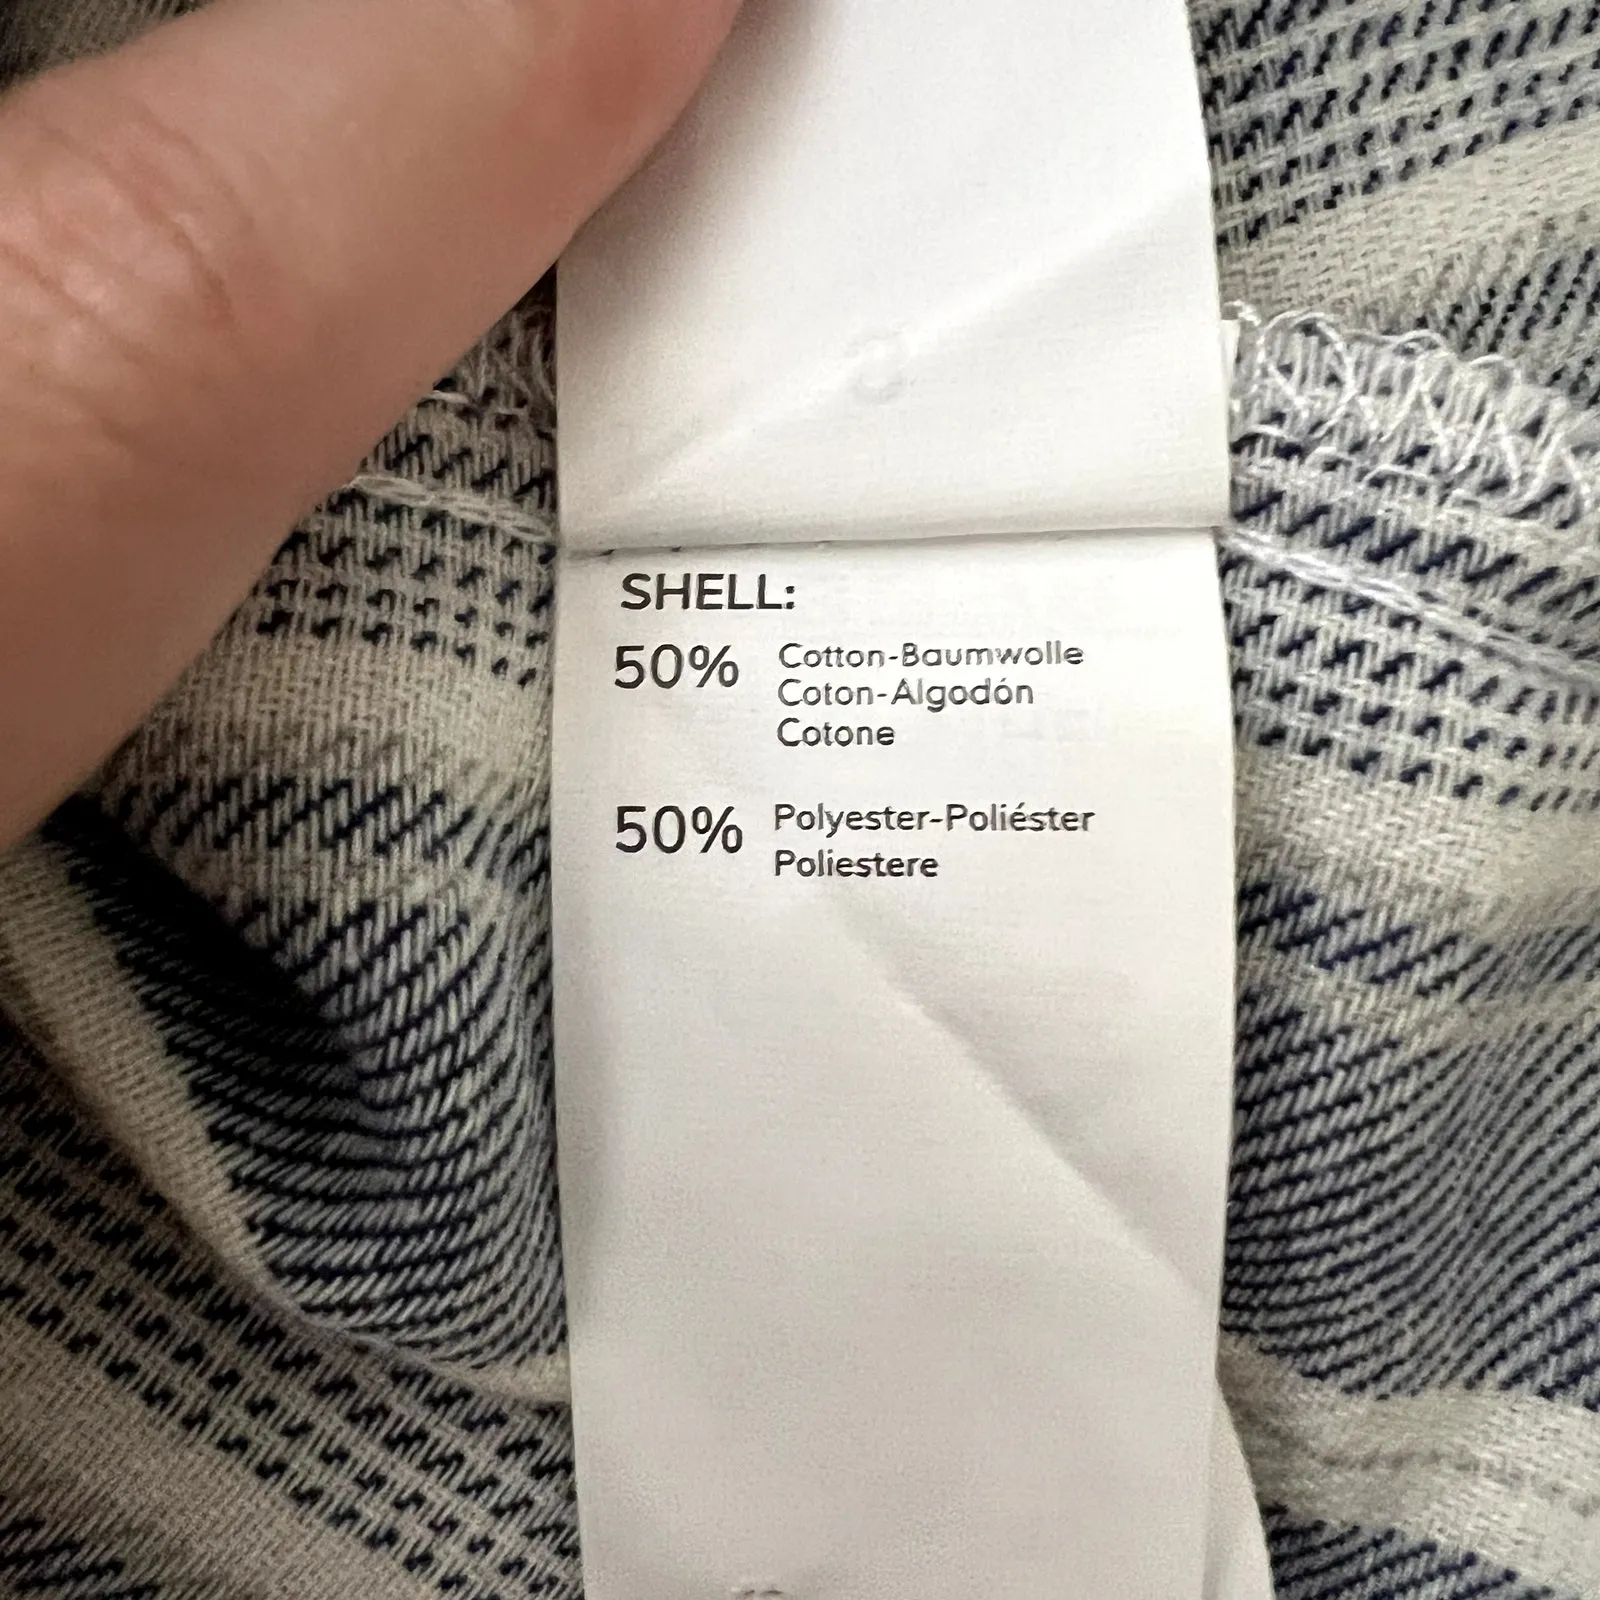 SHELL:
50% Cotton-Baumwolle
Coton-Algodón
Cotone
50% Polyester-Poliéster
Poliestere